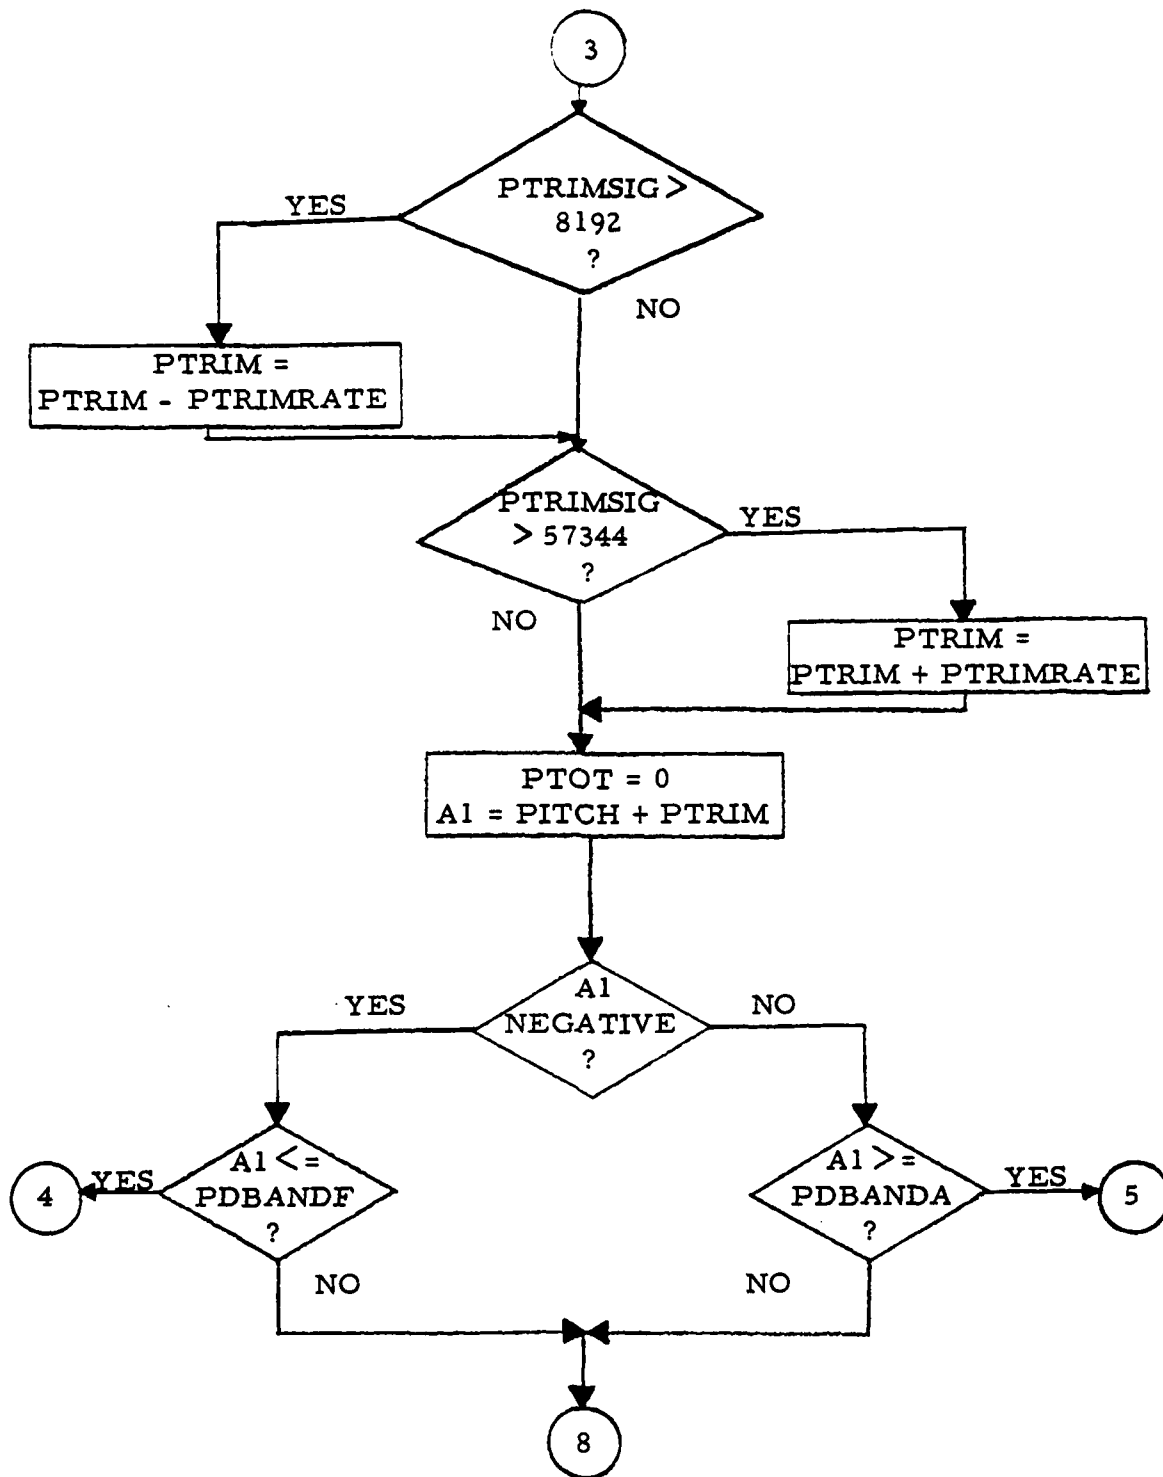 3
PTRIMSIG >
8192
?
YES
NO
PTRIM =
PTRIM - PTRIMRATE
PTRIMSIG
> 57344
?
YES
NO
PTRIM =
PTRIM + PTRIMRATE
PTOT = 0
A1 = PITCH + PTRIM
A1
NEGATIVE
?
YES
NO
A1 <=
PDBANDF
?
YES
4
NO
A1 >=
PDBANDA
?
YES
5
NO
8